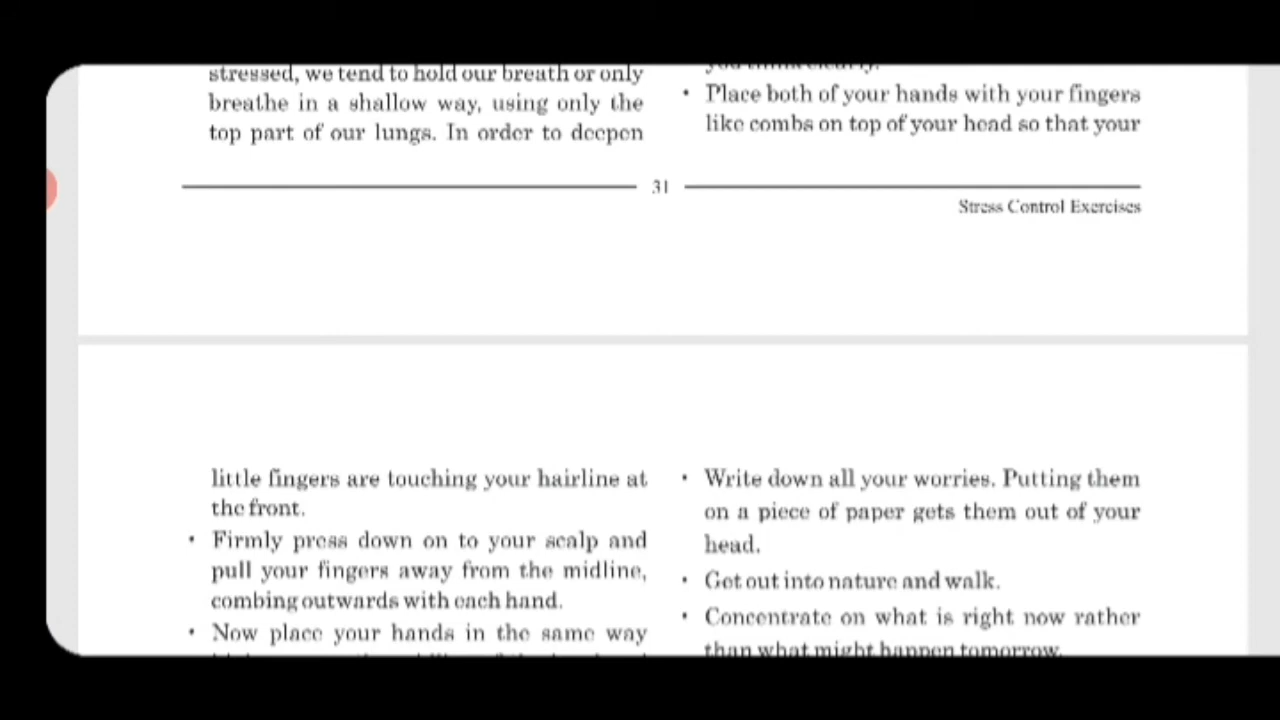 stressed, we tend to hold our breath or only
breathe in a shallow way, using only the
top part of our lungs. In order to deepen
you think clearly.
• Place both of your hands with your fingers
like combs on top of your head so that your
31
Stress Control Exercises
little fingers are touching your hairline at
the front.
• Firmly press down on to your scalp and
pull your fingers away from the midline,
combing outwards with each hand.
• Now place your hands in the same way
• Write down all your worries. Putting them
on a piece of paper gets them out of your
head.
• Get out into nature and walk.
• Concentrate on what is right now rather
than what might happen tomorrow.